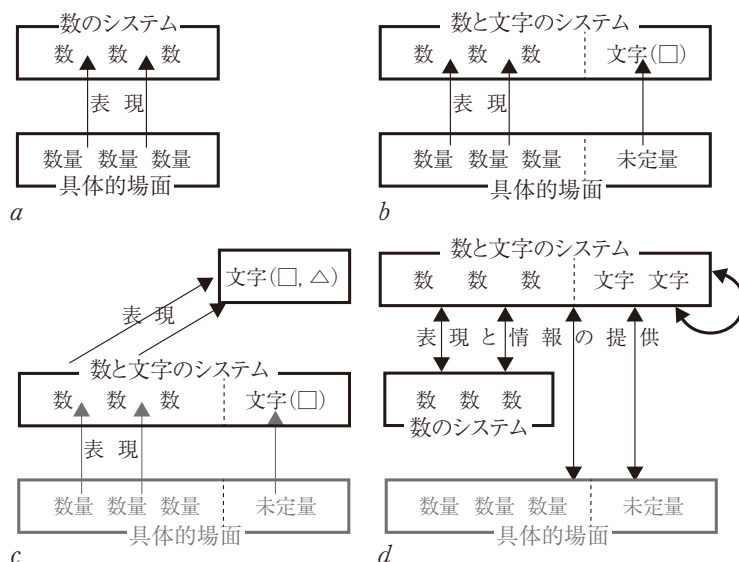 数のシステム
数 数 数
表 現
数量 数量 数量
具体的場面
a
数と文字のシステム
数 数 数 文字(□)
表 現
数量 数量 数量 未定量
具体的場面
b
文字(□, △)
表 現
数と文字のシステム
数 数 数 文字(□)
表 現
数量 数量 数量 未定量
具体的場面
c
数と文字のシステム
数 数 数 文字 文字
表 現 と 情 報 の 提 供
数 数 数
数のシステム
数量 数量 数量 未定量
具体的場面
d